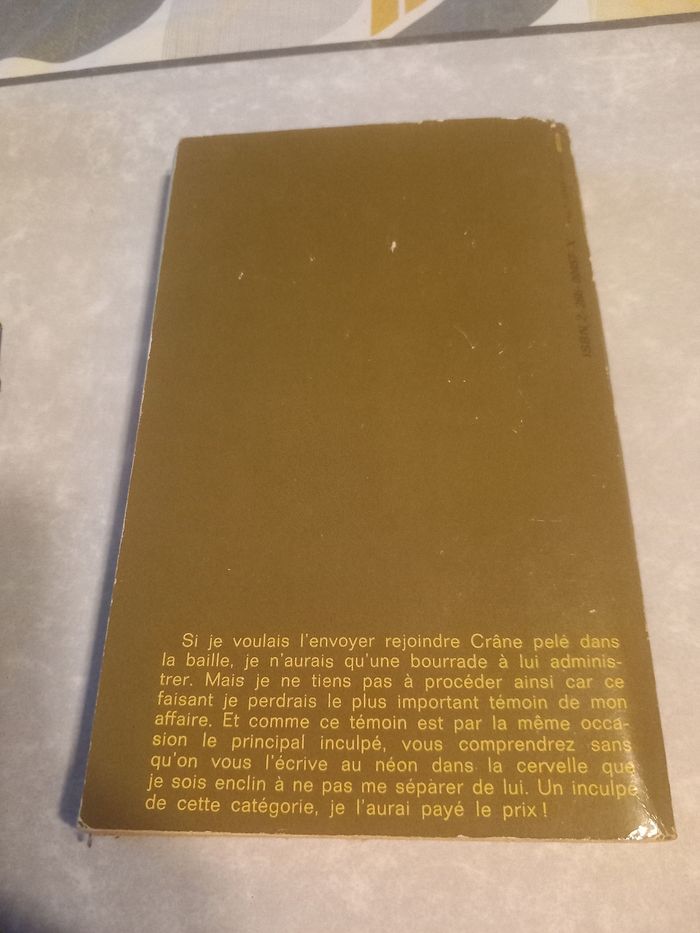 Si je voulais l'envoyer rejoindre Crâne pelé dans
la baille, je n'aurais qu'une bourrade à lui adminis-
trer. Mais je ne tiens pas à procéder ainsi car ce
faisant je perdrais le plus important témoin de mon
affaire. Et comme ce témoin est par la même occa-
sion le principal inculpé, vous comprendrez sans
qu'on vous l'écrive au néon dans la cervelle que
je sois enclin à ne pas me séparer de lui. Un inculpé
de cette catégorie, je l'aurai payé le prix !
ISBN 2